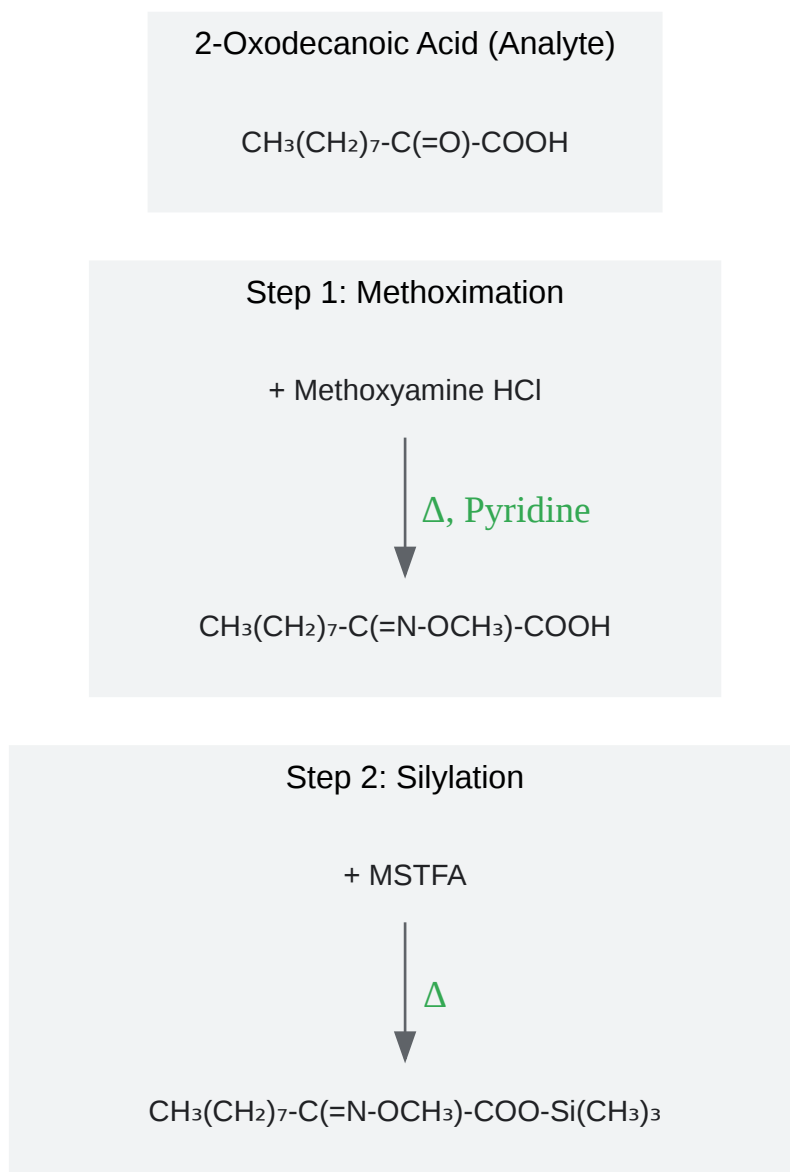 2-Oxodecanoic Acid (Analyte)
CH₃(CH₂)₇-C(=O)-COOH
Step 1: Methoximation
+ Methoxyamine HCl
Δ, Pyridine
CH₃(CH₂)₇-C(=N-OCH₃)-COOH
Step 2: Silylation
+ MSTFA
Δ
CH₃(CH₂)₇-C(=N-OCH₃)-COO-Si(CH₃)₃